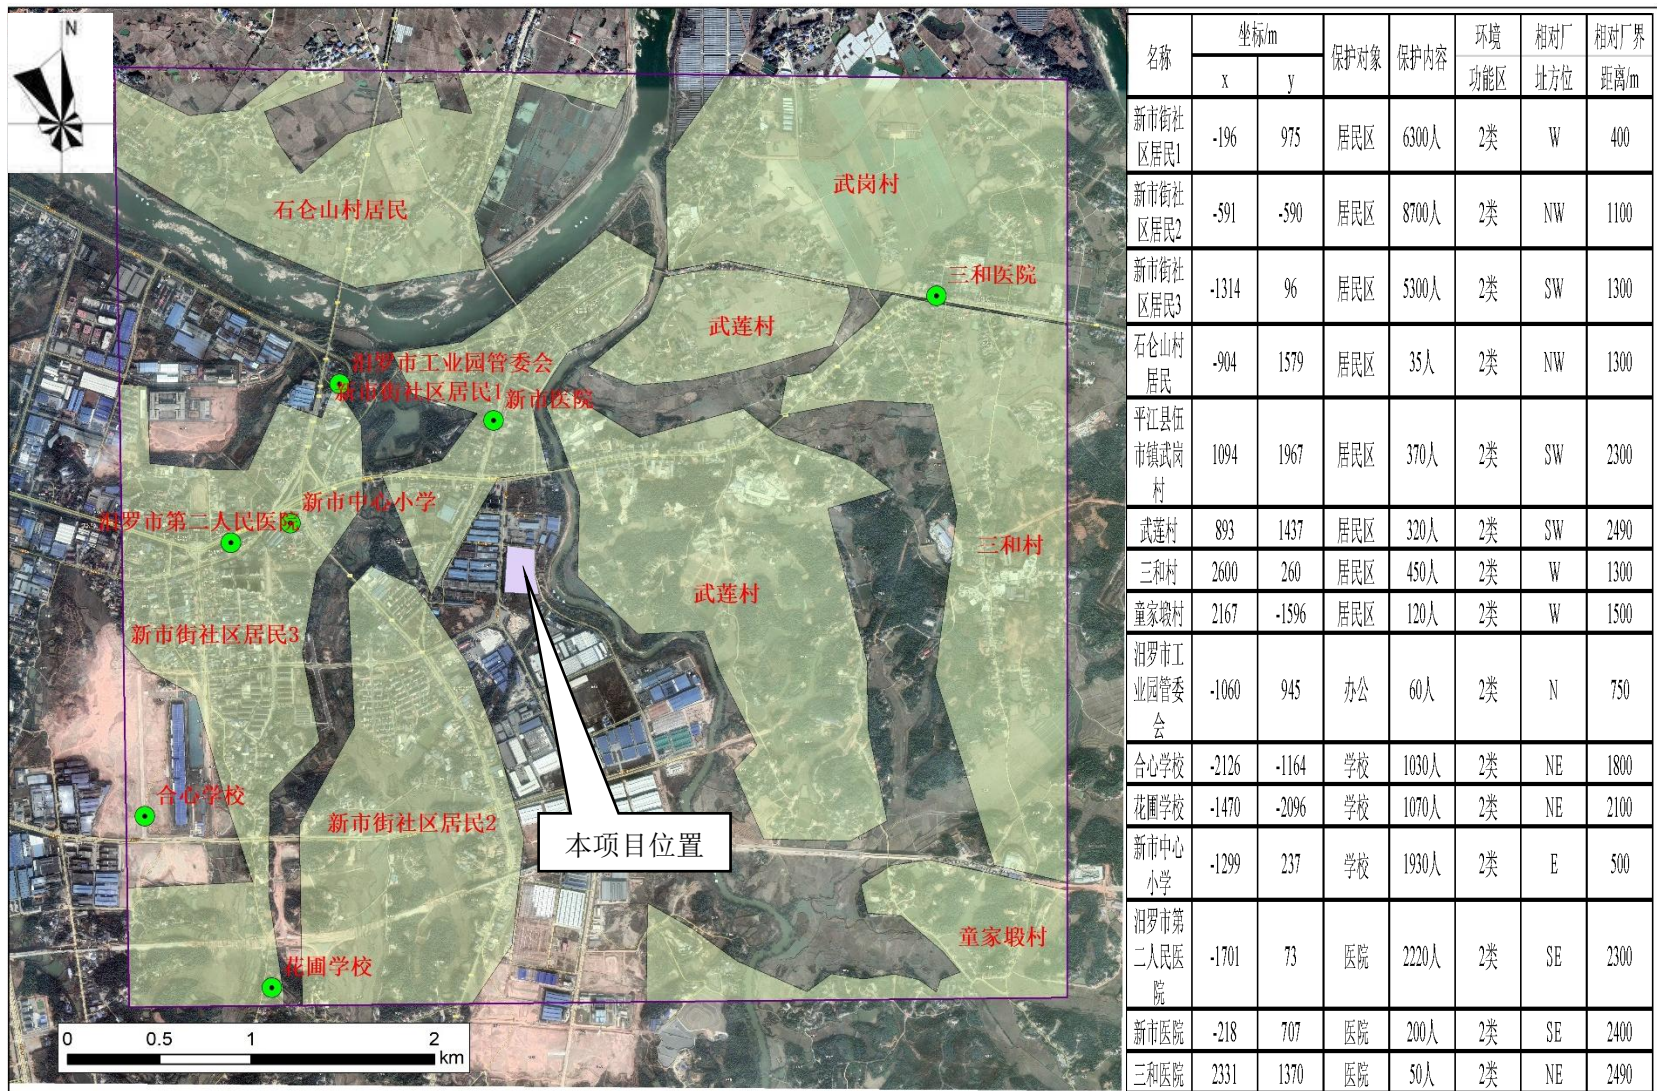 N
石仑山村居民
武岗村
三和医院
武莲村
汨罗市工业园管委会
新市街社区居民1
新市医院
新市中心小学
汨罗市第二人民医院
三和村
武莲村
新市街社区居民3
合心学校
新市街社区居民2
本项目位置
童家塅村
花圃学校
0 0.5 1 2
km
名称 坐标/m 保护对象 保护内容 环境 相对厂 相对厂界
x y 功能区 址方位 距离/m
新市街社
区居民1 -196 975 居民区 6300人 2类 W 400
新市街社
区居民2 -591 -590 居民区 8700人 2类 NW 1100
新市街社
区居民3 -1314 96 居民区 5300人 2类 SW 1300
石仑山村
居民 -904 1579 居民区 35人 2类 NW 1300
平江县伍
市镇武岗
村 1094 1967 居民区 370人 2类 SW 2300
武莲村 893 1437 居民区 320人 2类 SW 2490
三和村 2600 260 居民区 450人 2类 W 1300
童家塅村 2167 -1596 居民区 120人 2类 W 1500
汨罗市工
业园管委
会 -1060 945 办公 60人 2类 N 750
合心学校 -2126 -1164 学校 1030人 2类 NE 1800
花圃学校 -1470 -2096 学校 1070人 2类 NE 2100
新市中心
小学 -1299 237 学校 1930人 2类 E 500
汨罗市第
二人民医
院 -1701 73 医院 2220人 2类 SE 2300
新市医院 -218 707 医院 200人 2类 SE 2400
三和医院 2331 1370 医院 50人 2类 NE 2490